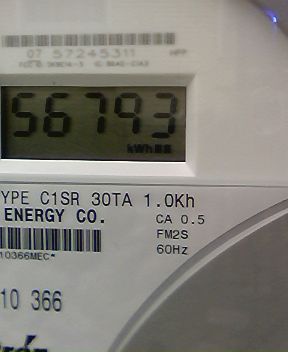 07 57245311
56793
kWh
YPE C1SR 30TA 1.0Kh
ENERGY CO.
CA 0.5
FM2S
60Hz
10366MEC*
10 366